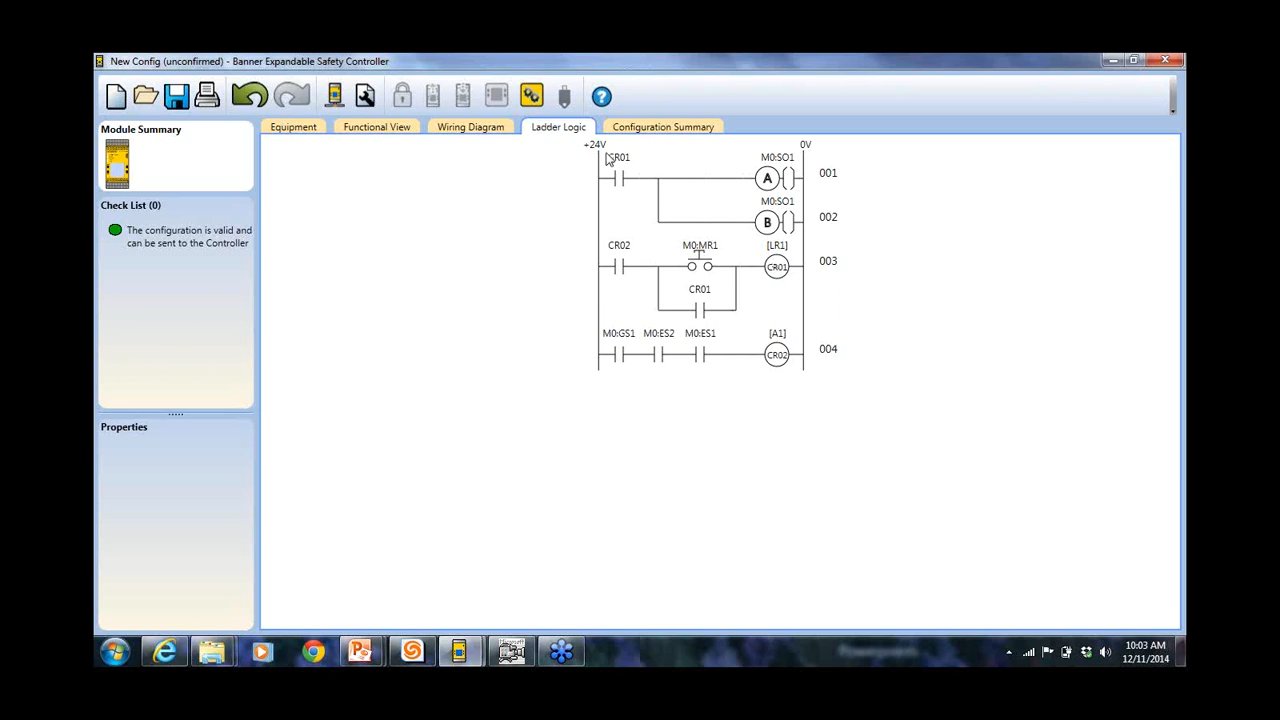 New Config (unconfirmed) - Banner Expandable Safety Controller
Module Summary
Check List (0)
The configuration is valid and
can be sent to the Controller
Properties
Equipment
Functional View
Wiring Diagram
Ladder Logic
Configuration Summary
+24V
0V
CR01
M0:SO1
A
001
M0:SO1
B
002
CR02
M0:MR1
[LR1]
CR01
003
CR01
M0:GS1
M0:ES2
M0:ES1
[A1]
CR02
004
10:03 AM
12/11/2014